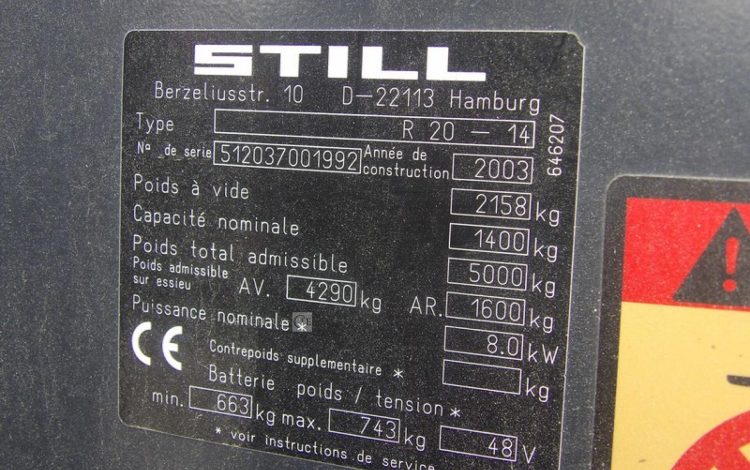 STILL
Berzeliusstr. 10 D-22113 Hamburg
Type R 20 - 14
646207
Nº de serie 512037001992 Année de construction 2003
Poids à vide 2158 kg
Capacité nominale 1400 kg
Poids total admissible 5000 kg
Poids admissible sur essieu AV. 4290 kg AR. 1600 kg
Puissance nominale * 8.0 kW
CE
Contrepoids supplementaire * kg
Batterie poids / tension *
min. 663 kg max. 743 kg 48 V
* voir instructions de service